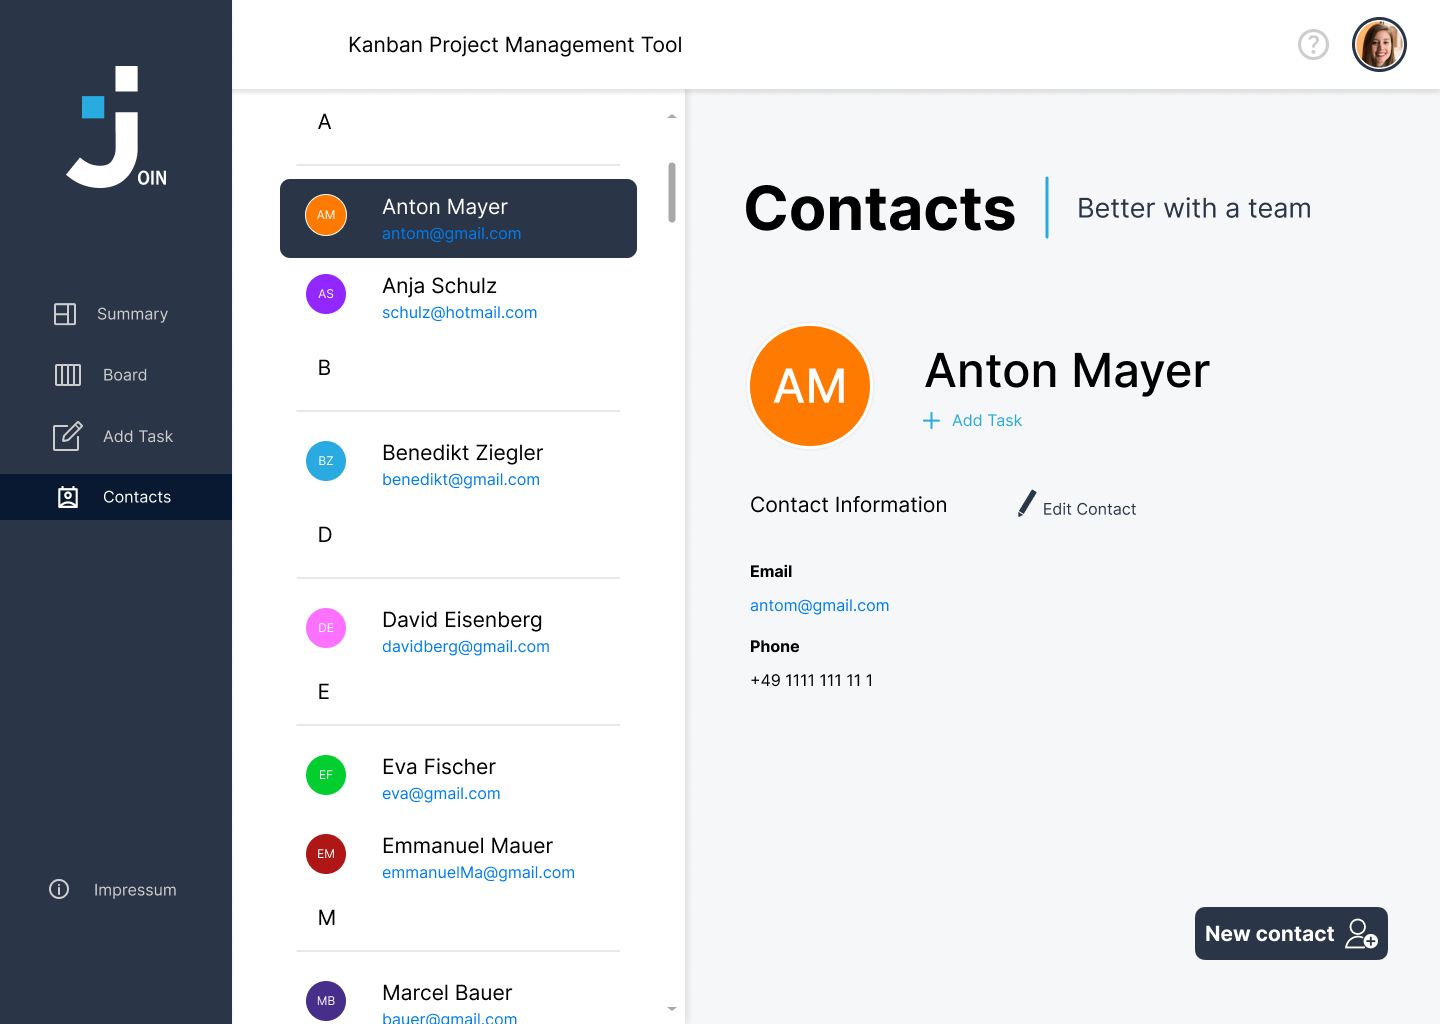 JOIN
Summary
Board
Add Task
Contacts
Impressum
Kanban Project Management Tool
?
A
AM
Anton Mayer
antom@gmail.com
AS
Anja Schulz
schulz@hotmail.com
B
BZ
Benedikt Ziegler
benedikt@gmail.com
D
DE
David Eisenberg
davidberg@gmail.com
E
EF
Eva Fischer
eva@gmail.com
EM
Emmanuel Mauer
emmanuelMa@gmail.com
M
MB
Marcel Bauer
bauer@gmail.com
Contacts
Better with a team
AM
Anton Mayer
Add Task
Contact Information
Edit Contact
Email
antom@gmail.com
Phone
+49 1111 111 11 1
New contact